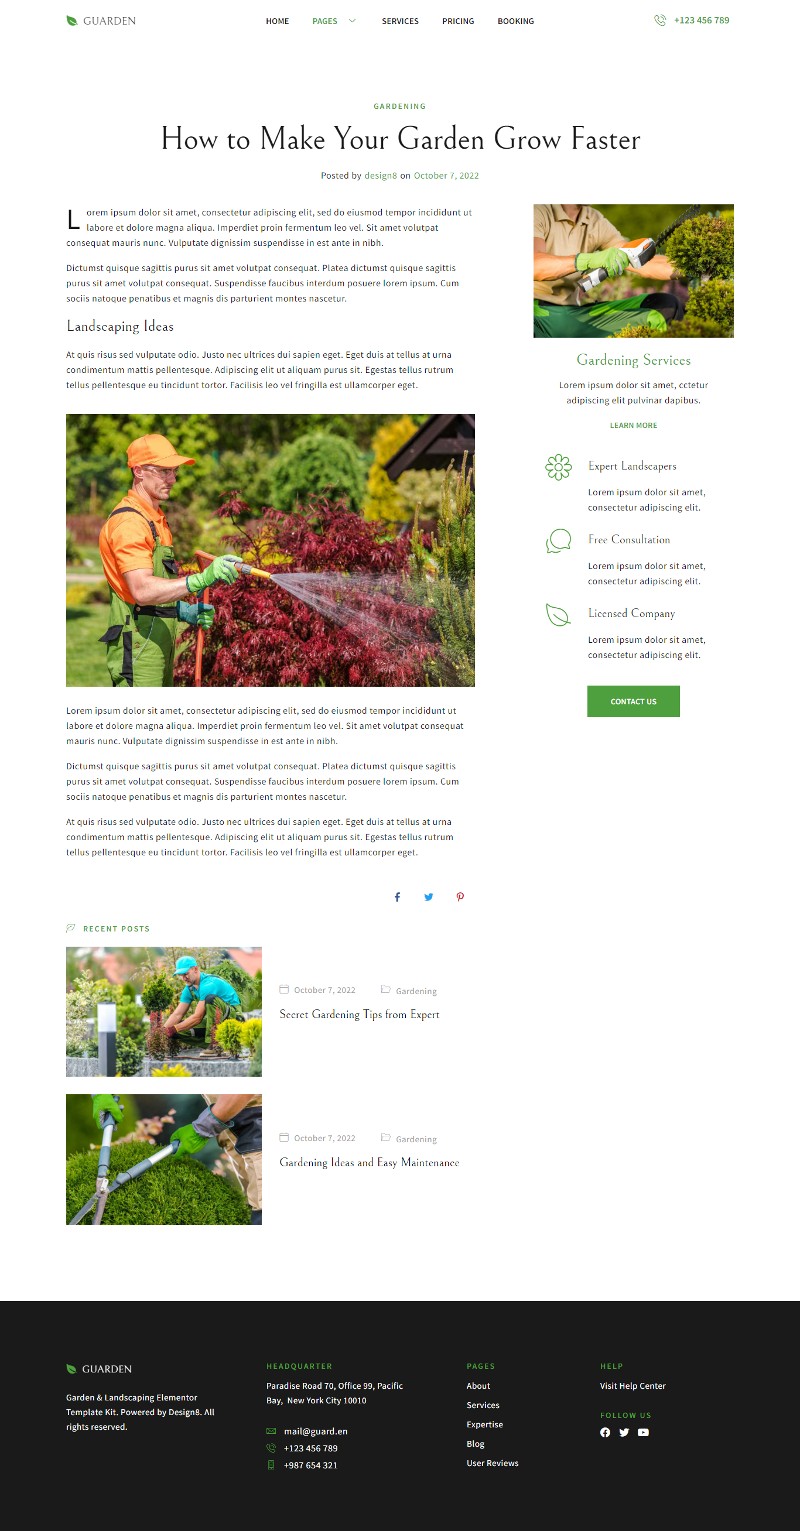 GUARDEN
HOME PAGES SERVICES PRICING BOOKING
+123 456 789
GARDENING
How to Make Your Garden Grow Faster
Posted by design8 on October 7, 2022
Lorem ipsum dolor sit amet, consectetur adipiscing elit, sed do eiusmod tempor incididunt ut
labore et dolore magna aliqua. Imperdiet proin fermentum leo vel. Sit amet volutpat
consequat mauris nunc. Vulputate dignissim suspendisse in est ante in nibh.
Dictumst quisque sagittis purus sit amet volutpat consequat. Platea dictumst quisque sagittis
purus sit amet volutpat consequat. Suspendisse faucibus interdum posuere lorem ipsum. Cum
sociis natoque penatibus et magnis dis parturient montes nascetur.
Landscaping Ideas
At quis risus sed vulputate odio. Justo nec ultrices dui sapien eget. Eget duis at tellus at urna
condimentum mattis pellentesque. Adipiscing elit ut aliquam purus sit. Egestas tellus rutrum
tellus pellentesque eu tincidunt tortor. Facilisis leo vel fringilla est ullamcorper eget.
Lorem ipsum dolor sit amet, consectetur adipiscing elit, sed do eiusmod tempor incididunt ut
labore et dolore magna aliqua. Imperdiet proin fermentum leo vel. Sit amet volutpat consequat
mauris nunc. Vulputate dignissim suspendisse in est ante in nibh.
Dictumst quisque sagittis purus sit amet volutpat consequat. Platea dictumst quisque sagittis
purus sit amet volutpat consequat. Suspendisse faucibus interdum posuere lorem ipsum. Cum
sociis natoque penatibus et magnis dis parturient montes nascetur.
At quis risus sed vulputate odio. Justo nec ultrices dui sapien eget. Eget duis at tellus at urna
condimentum mattis pellentesque. Adipiscing elit ut aliquam purus sit. Egestas tellus rutrum
tellus pellentesque eu tincidunt tortor. Facilisis leo vel fringilla est ullamcorper eget.
Gardening Services
Lorem ipsum dolor sit amet, cctetur
adipiscing elit pulvinar dapibus.
LEARN MORE
Expert Landscapers
Lorem ipsum dolor sit amet,
consectetur adipiscing elit.
Free Consultation
Lorem ipsum dolor sit amet,
consectetur adipiscing elit.
Licensed Company
Lorem ipsum dolor sit amet,
consectetur adipiscing elit.
CONTACT US
RECENT POSTS
October 7, 2022 Gardening
Secret Gardening Tips from Expert
October 7, 2022 Gardening
Gardening Ideas and Easy Maintenance
GUARDEN
Garden & Landscaping Elementor
Template Kit. Powered by Design8. All
rights reserved.
HEADQUARTER
Paradise Road 70, Office 99, Pacific
Bay, New York City 10010
mail@guard.en
+123 456 789
+987 654 321
PAGES
About
Services
Expertise
Blog
User Reviews
HELP
Visit Help Center
FOLLOW US